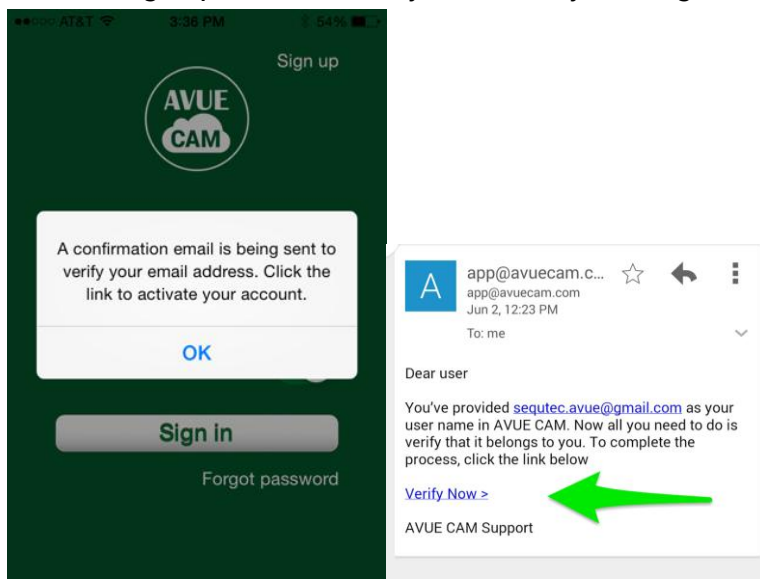 AT&T 3:36 PM 54%
Sign up
AVUE
CAM
A confirmation email is being sent to
verify your email address. Click the
link to activate your account.
OK
Sign in
Forgot password
A
app@avuecam.c...
app@avuecam.com
Jun 2, 12:23 PM
To: me
Dear user
You've provided sequtec.avue@gmail.com as your
user name in AVUE CAM. Now all you need to do is
verify that it belongs to you. To complete the
process, click the link below
Verify Now >
AVUE CAM Support